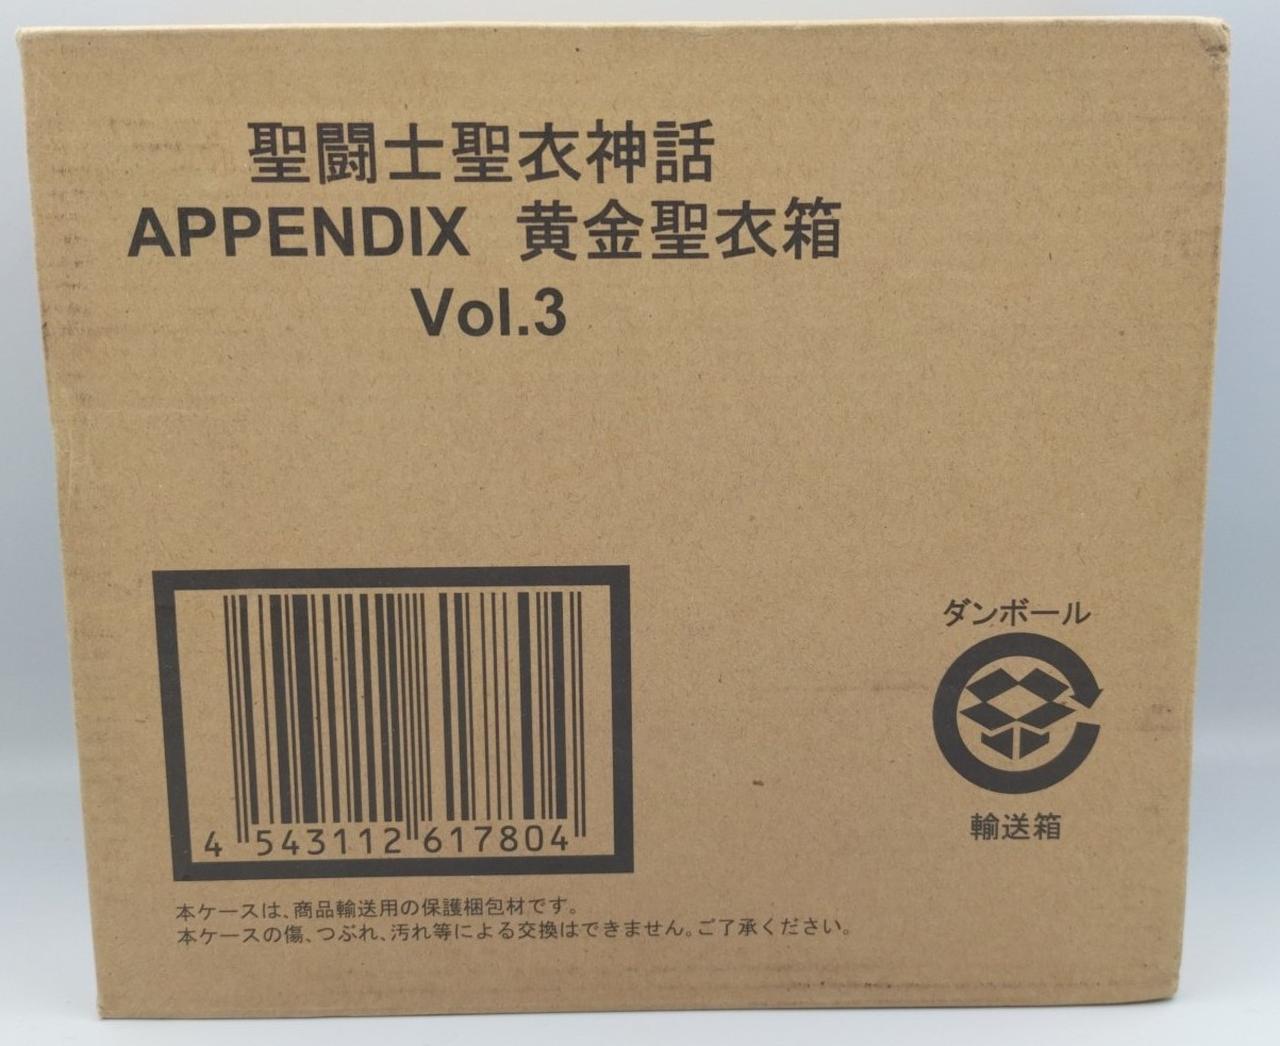 聖闘士聖衣神話
APPENDIX 黄金聖衣箱
Vol.3
4 543112 617804
ダンボール
輸送箱
本ケースは、商品輸送用の保護梱包材です。
本ケースの傷、つぶれ、汚れ等による交換はできません。ご了承ください。